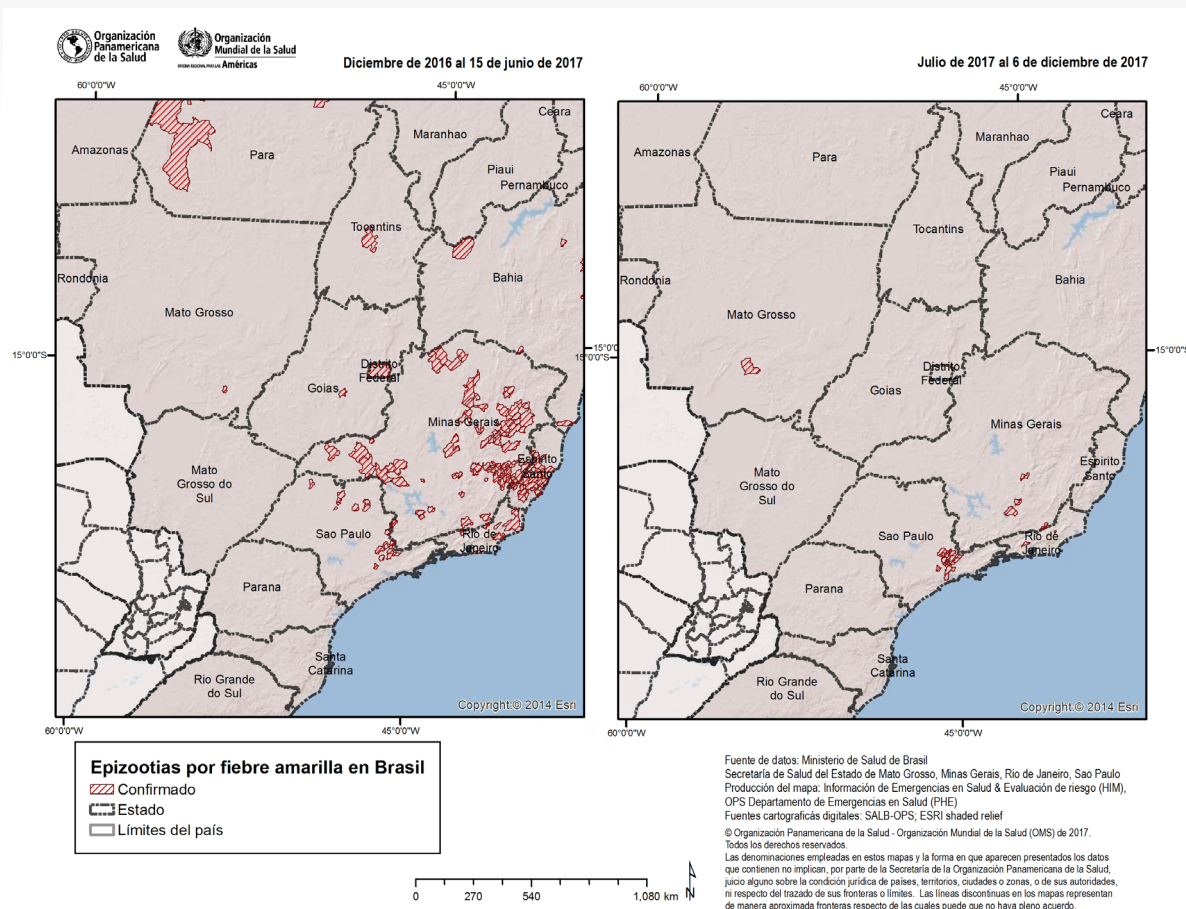 Organización
Panamericana
de la Salud
Organización
Mundial de la Salud
OFICINA REGIONAL PARA LAS Américas
Diciembre de 2016 al 15 de junio de 2017
Julio de 2017 al 6 de diciembre de 2017
60°0'0"W
45°0'0"W
Ceara
Maranhao
Amazonas
Para
Piaui
Pernambuco
Tocantins
Rondonia
Bahia
Mato Grosso
15°0'0"S
Distrito
Federal
Goias
Minas Gerais
Mato
Grosso do
Sul
Espirito
Santo
Sao Paulo
Rio de
Janeiro
Parana
Santa
Catarina
Rio Grande
do Sul
Copyright:© 2014 Esri
60°0'0"W
45°0'0"W
60°0'0"W
45°0'0"W
Ceara
Maranhao
Amazonas
Para
Piaui
Pernambuco
Tocantins
Rondonia
Bahia
Mato Grosso
15°0'0"S
15°0'0"S
Distrito
Federal
Goias
Minas Gerais
Mato
Grosso do
Sul
Espirito
Santo
Sao Paulo
Rio de
Janeiro
Parana
Santa
Catarina
Rio Grande
do Sul
Copyright:© 2014 Esri
60°0'0"W
45°0'0"W
Epizootias por fiebre amarilla en Brasil
Confirmado
Estado
Límites del país
0 270 540 1,080 km
N
Fuente de datos: Ministerio de Salud de Brasil
Secretaría de Salud del Estado de Mato Grosso, Minas Gerais, Rio de Janeiro, Sao Paulo
Producción del mapa: Información de Emergencias en Salud & Evaluación de riesgo (HIM),
OPS Departamento de Emergencias en Salud (PHE)
Fuentes cartograficás digitales: SALB-OPS; ESRI shaded relief
© Organización Panamericana de la Salud - Organización Mundial de la Salud (OMS) de 2017.
Todos los derechos reservados.
Las denominaciones empleadas en estos mapas y la forma en que aparecen presentados los datos
que contienen no implican, por parte de la Secretaría de la Organización Panamericana de la Salud,
juicio alguno sobre la condición jurídica de países, territorios, ciudades o zonas, o de sus autoridades,
ni respecto del trazado de sus fronteras o límites. Las líneas discontinuas en los mapas representan
de manera aproximada fronteras respecto de las cuales puede que no haya pleno acuerdo.